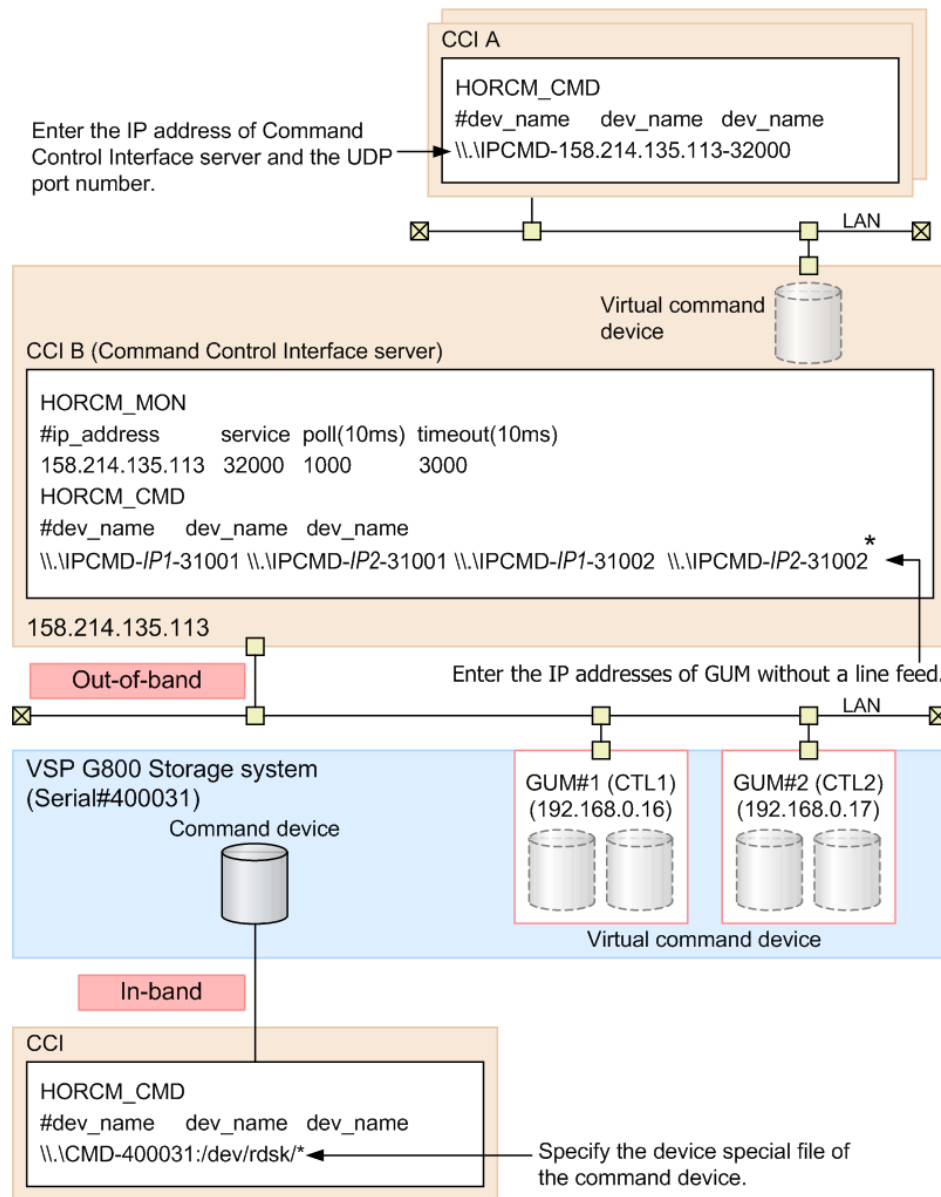 CCI A
HORCM_CMD
#dev_name dev_name dev_name
\\.\IPCMD-158.214.135.113-32000
Enter the IP address of Command
Control Interface server and the UDP
port number.
LAN
Virtual command
device
CCI B (Command Control Interface server)
HORCM_MON
#ip_address service poll(10ms) timeout(10ms)
158.214.135.113 32000 1000 3000
HORCM_CMD
#dev_name dev_name dev_name
\\.\IPCMD-IP1-31001 \\.\IPCMD-IP2-31001 \\.\IPCMD-IP1-31002 \\.\IPCMD-IP2-31002*
158.214.135.113
Enter the IP addresses of GUM without a line feed.
Out-of-band
LAN
VSP G800 Storage system
(Serial#400031)
Command device
GUM#1 (CTL1)
(192.168.0.16)
GUM#2 (CTL2)
(192.168.0.17)
Virtual command device
In-band
CCI
HORCM_CMD
#dev_name dev_name dev_name
\\.\CMD-400031:/dev/rdsk/*
Specify the device special file of
the command device.